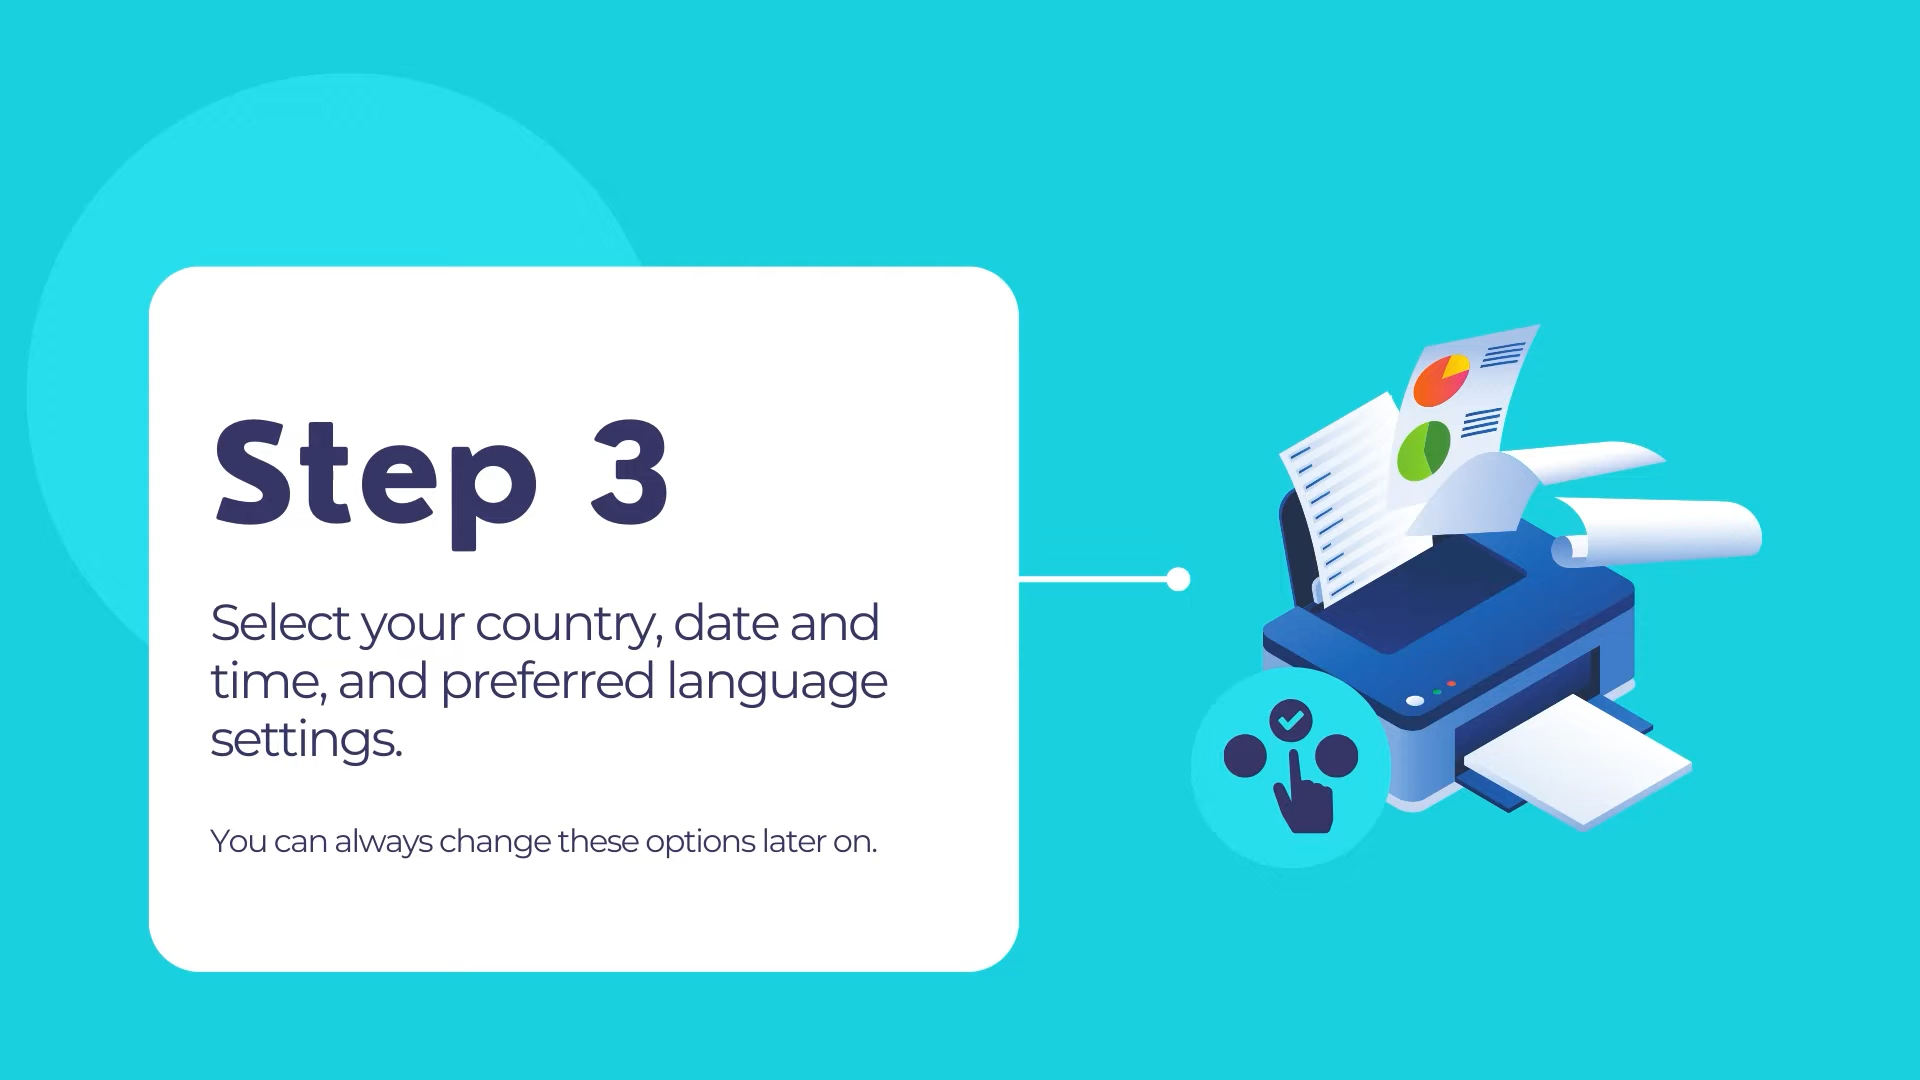 Step 3
Select your country, date and
time, and preferred language
settings.
You can always change these options later on.